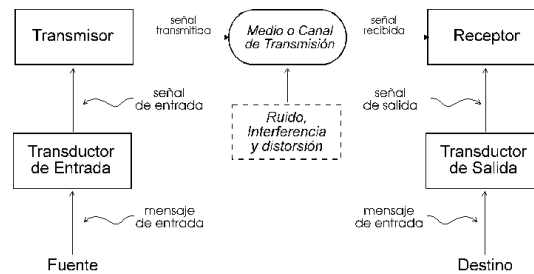 señal
transmitida
señal
recibida
Transmisor
Medio o Canal
de Transmisión
Receptor
señal
de entrada
Ruido,
Interferencia
y distorsión
señal
de salida
Transductor
de Entrada
Transductor
de Salida
mensaje
de entrada
mensaje
de entrada
Fuente
Destino